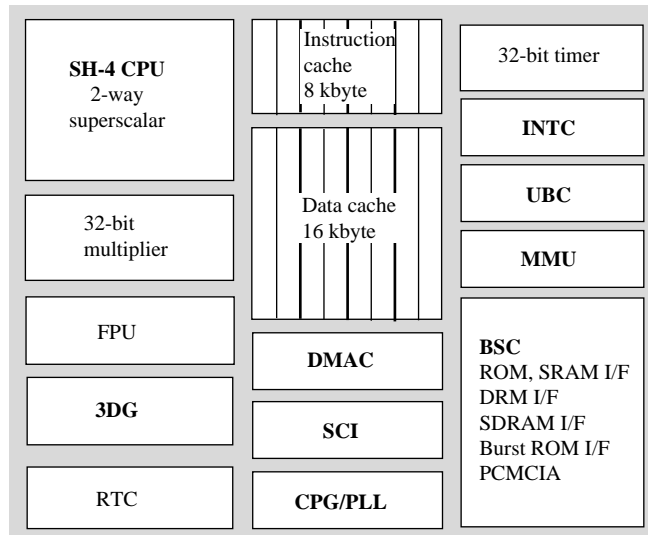 SH-4 CPU
2-way
superscalar
32-bit
multiplier
FPU
3DG
RTC
Instruction
cache
8 kbyte
Data cache
16 kbyte
DMAC
SCI
CPG/PLL
32-bit timer
INTC
UBC
MMU
BSC
ROM, SRAM I/F
DRM I/F
SDRAM I/F
Burst ROM I/F
PCMCIA